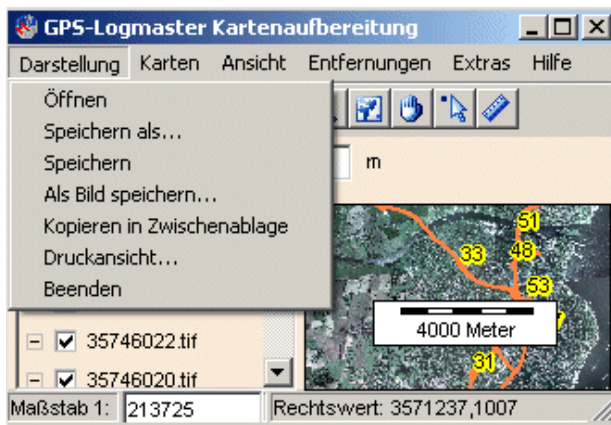 GPS-Logmaster Kartenaufbereitung
Darstellung Karten Ansicht Entfernungen Extras Hilfe
Öffnen
Speichern als...
Speichern
Als Bild speichern...
Kopieren in Zwischenablage
Druckansicht...
Beenden
m
51
33
48
53
4000 Meter
31
35746022.tif
35746020.tif
Maßstab 1: 213725
Rechtswert: 3571237,1007